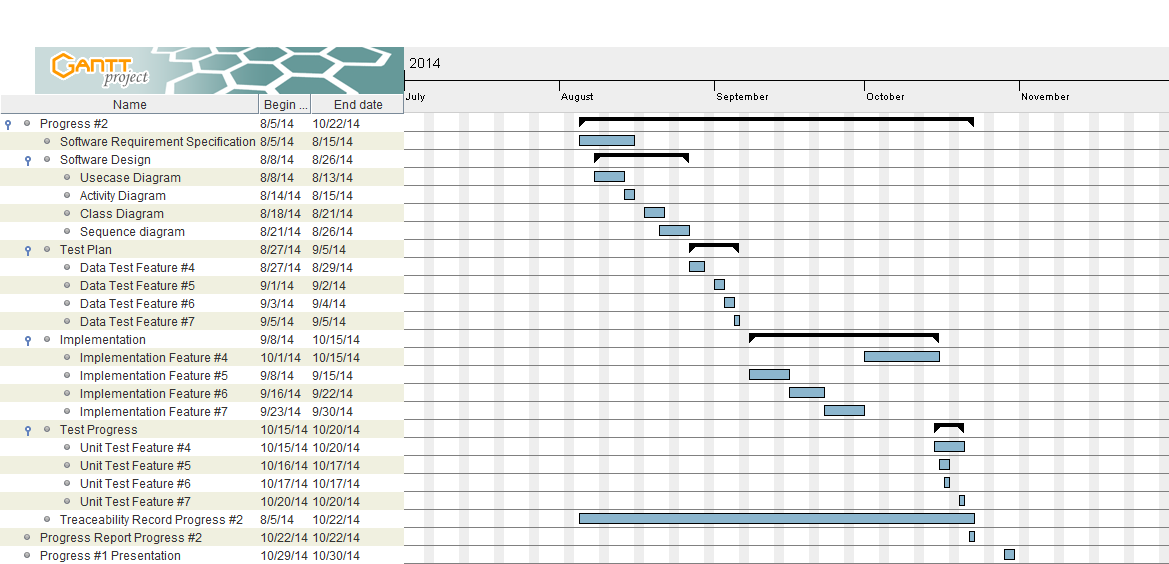 GANTT
project
2014
July August September October November
Name Begin ... End date
Progress #2 8/5/14 10/22/14
Software Requirement Specification 8/5/14 8/15/14
Software Design 8/8/14 8/26/14
Usecase Diagram 8/8/14 8/13/14
Activity Diagram 8/14/14 8/15/14
Class Diagram 8/18/14 8/21/14
Sequence diagram 8/21/14 8/26/14
Test Plan 8/27/14 9/5/14
Data Test Feature #4 8/27/14 8/29/14
Data Test Feature #5 9/1/14 9/2/14
Data Test Feature #6 9/3/14 9/4/14
Data Test Feature #7 9/5/14 9/5/14
Implementation 9/8/14 10/15/14
Implementation Feature #4 10/1/14 10/15/14
Implementation Feature #5 9/8/14 9/15/14
Implementation Feature #6 9/16/14 9/22/14
Implementation Feature #7 9/23/14 9/30/14
Test Progress 10/15/14 10/20/14
Unit Test Feature #4 10/15/14 10/20/14
Unit Test Feature #5 10/16/14 10/17/14
Unit Test Feature #6 10/17/14 10/17/14
Unit Test Feature #7 10/20/14 10/20/14
Treaceability Record Progress #2 8/5/14 10/22/14
Progress Report Progress #2 10/22/14 10/22/14
Progress #1 Presentation 10/29/14 10/30/14